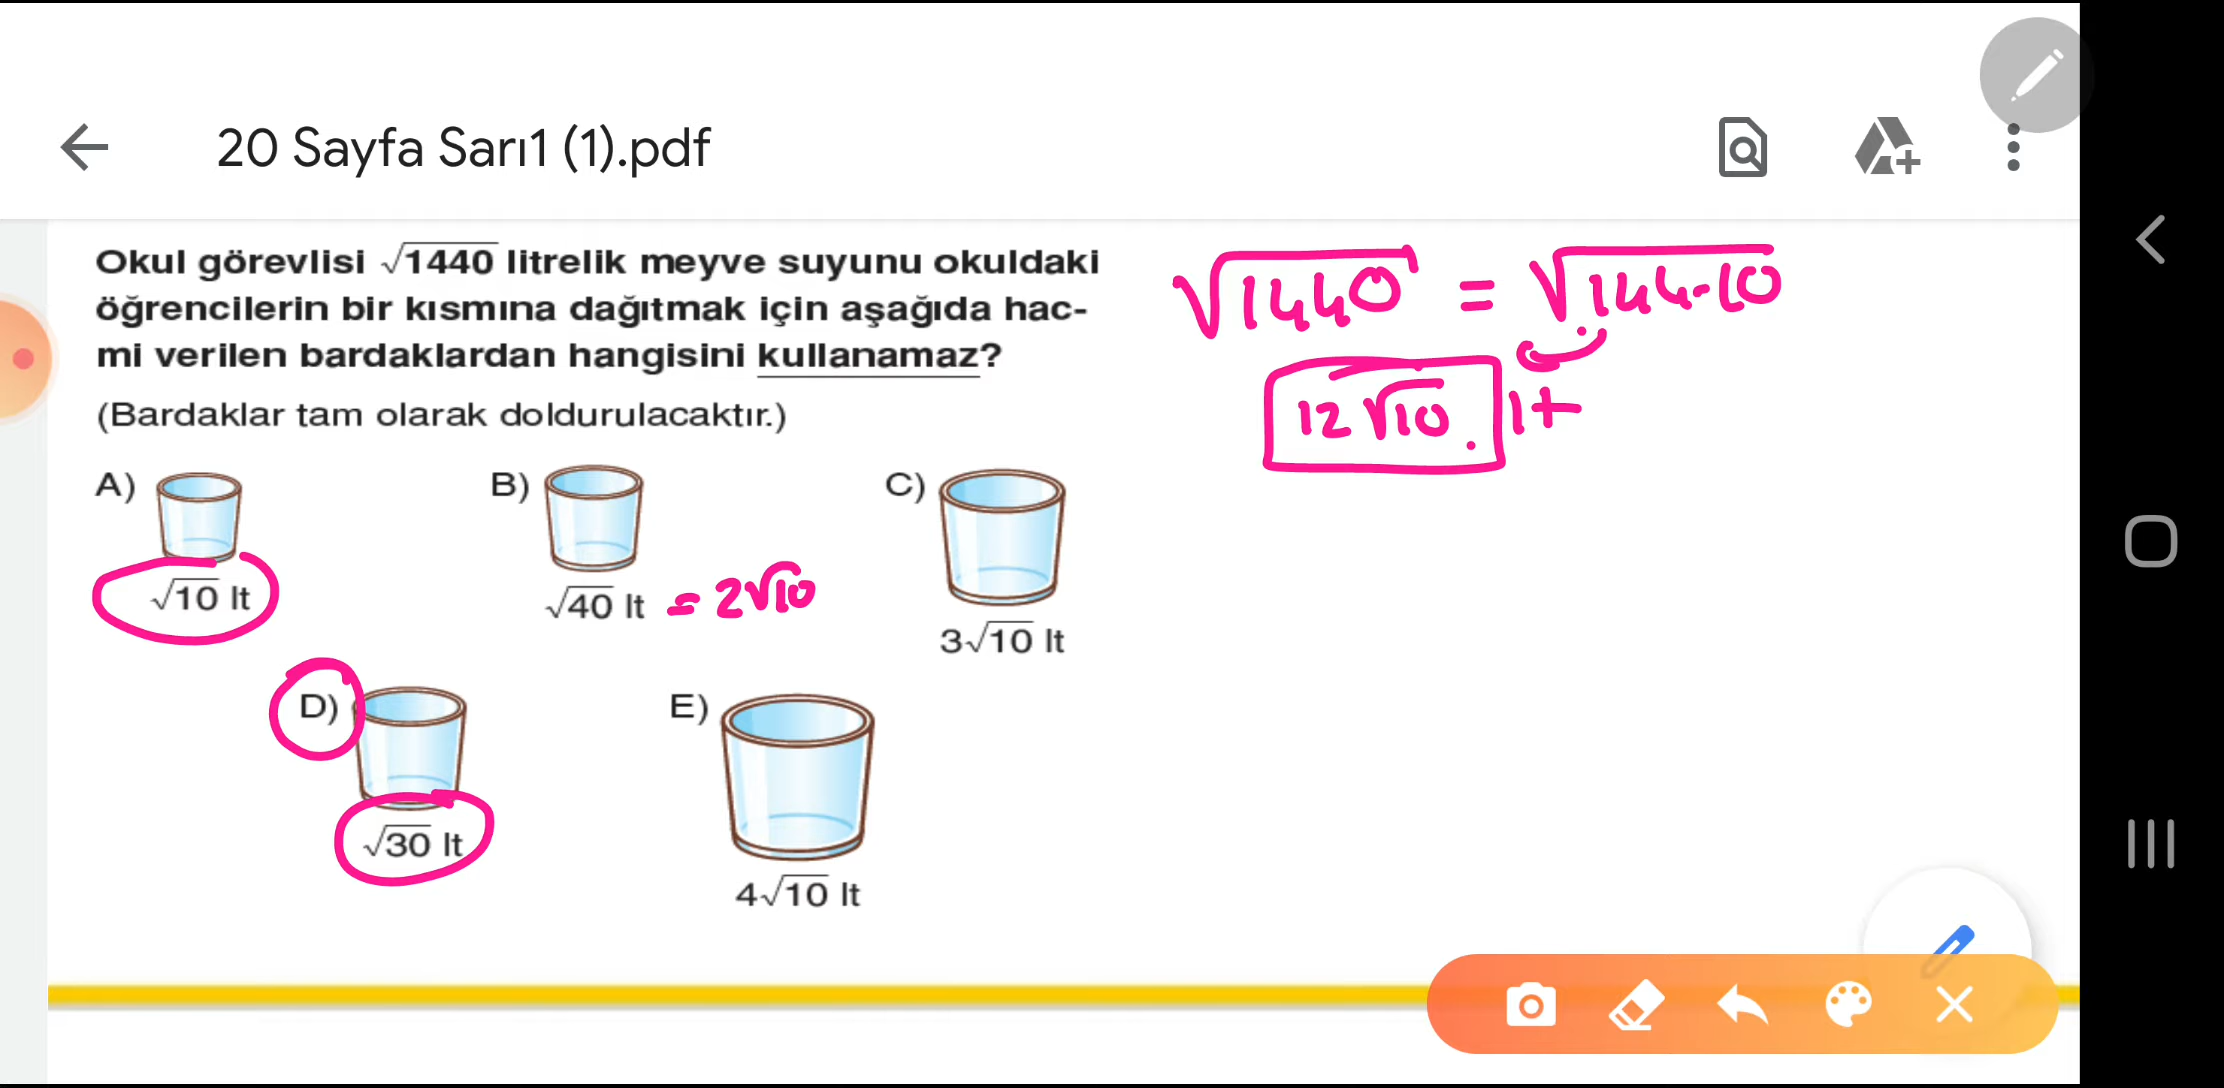 20 Sayfa Sarı1 (1).pdf
Okul görevlisi √1440 litrelik meyve suyunu okuldaki
öğrencilerin bir kısmına dağıtmak için aşağıda hac-
mi verilen bardaklardan hangisini kullanamaz?
(Bardaklar tam olarak doldurulacaktır.)
√1440 = √144.10
12√10 . lt
A) B) C)
√10 lt √40 lt = 2√10 3√10 lt
D) E)
√30 lt 4√10 lt